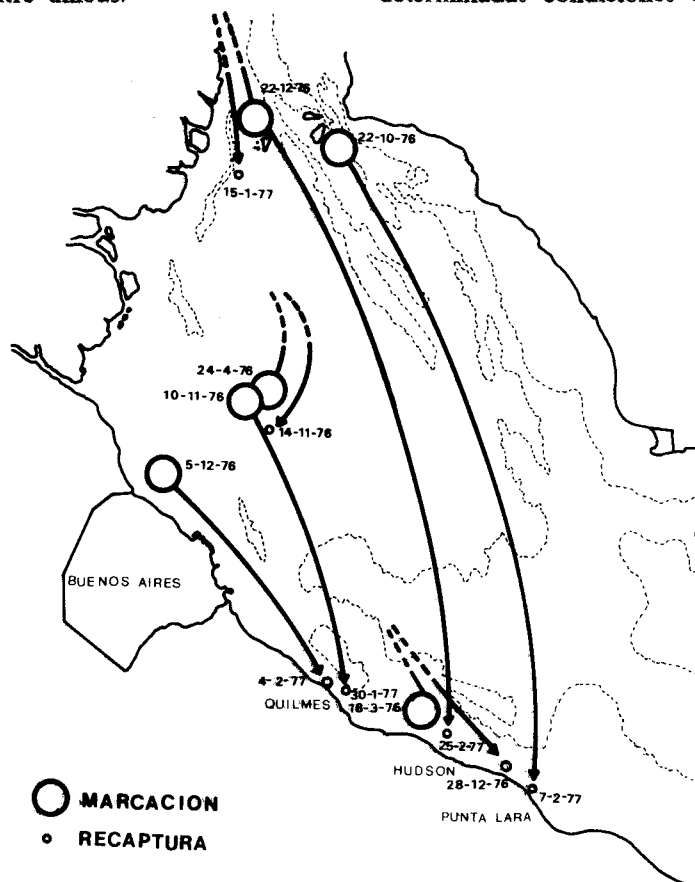 22-12-76
22-10-76
15-1-77
24-4-76
10-11-76
14-11-76
5-12-76
BUENOS AIRES
4-2-77
30-1-77
QUILMES
18-3-76
25-2-77
HUDSON
28-12-76
7-2-77
PUNTA LARA
MARCACION
RECAPTURA